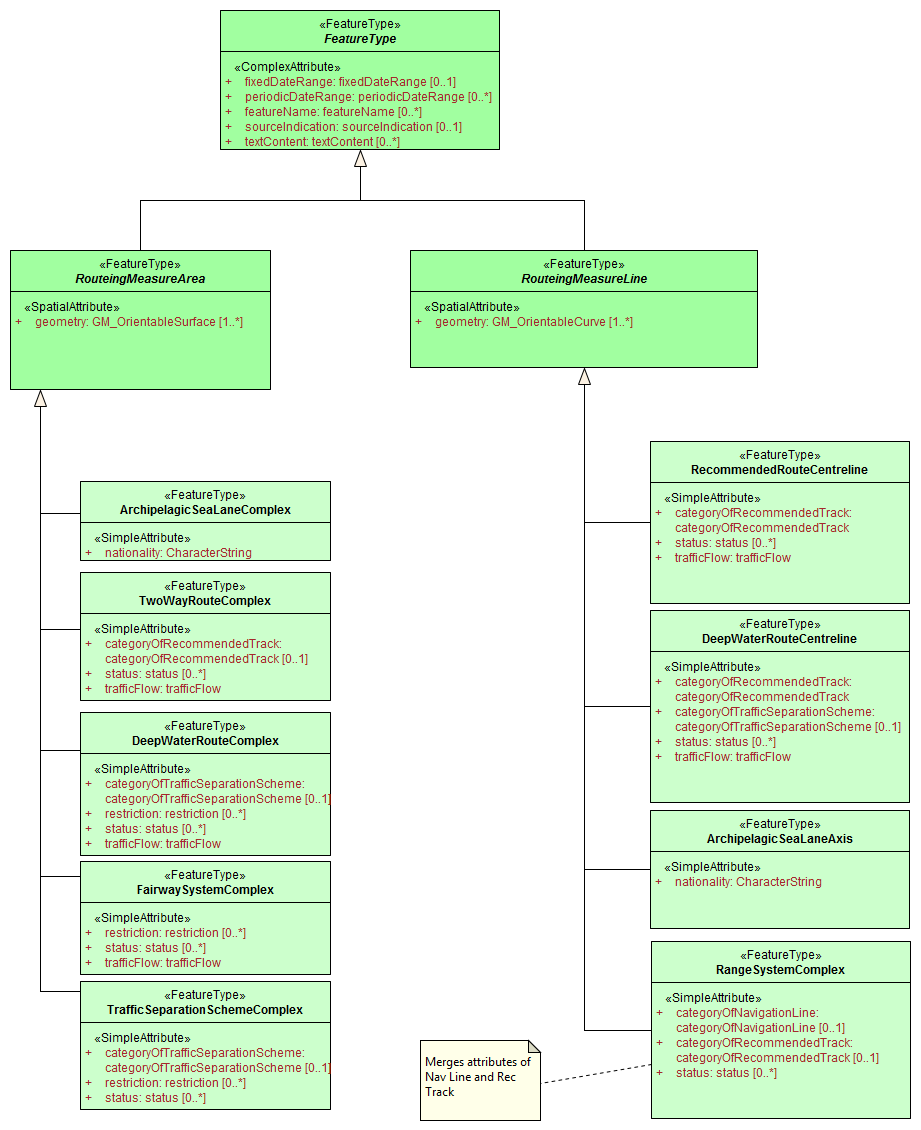 «FeatureType»
FeatureType
«ComplexAttribute»
+ fixedDateRange: fixedDateRange [0..1]
+ periodicDateRange: periodicDateRange [0..*]
+ featureName: featureName [0..*]
+ sourceIndication: sourceIndication [0..1]
+ textContent: textContent [0..*]
«FeatureType»
RouteingMeasureArea
«SpatialAttribute»
+ geometry: GM_OrientableSurface [1..*]
«FeatureType»
RouteingMeasureLine
«SpatialAttribute»
+ geometry: GM_OrientableCurve [1..*]
«FeatureType»
ArchipelagicSeaLaneComplex
«SimpleAttribute»
+ nationality: CharacterString
«FeatureType»
TwoWayRouteComplex
«SimpleAttribute»
+ categoryOfRecommendedTrack:
categoryOfRecommendedTrack [0..1]
+ status: status [0..*]
+ trafficFlow: trafficFlow
«FeatureType»
DeepWaterRouteComplex
«SimpleAttribute»
+ categoryOfTrafficSeparationScheme:
categoryOfTrafficSeparationScheme [0..1]
+ restriction: restriction [0..*]
+ status: status [0..*]
+ trafficFlow: trafficFlow
«FeatureType»
FairwaySystemComplex
«SimpleAttribute»
+ restriction: restriction [0..*]
+ status: status [0..*]
+ trafficFlow: trafficFlow
«FeatureType»
TrafficSeparationSchemeComplex
«SimpleAttribute»
+ categoryOfTrafficSeparationScheme:
categoryOfTrafficSeparationScheme [0..1]
+ restriction: restriction [0..*]
+ status: status [0..*]
«FeatureType»
RecommendedRouteCentreline
«SimpleAttribute»
+ categoryOfRecommendedTrack:
categoryOfRecommendedTrack
+ status: status [0..*]
+ trafficFlow: trafficFlow
«FeatureType»
DeepWaterRouteCentreline
«SimpleAttribute»
+ categoryOfRecommendedTrack:
categoryOfRecommendedTrack
+ categoryOfTrafficSeparationScheme:
categoryOfTrafficSeparationScheme [0..1]
+ status: status [0..*]
+ trafficFlow: trafficFlow
«FeatureType»
ArchipelagicSeaLaneAxis
«SimpleAttribute»
+ nationality: CharacterString
«FeatureType»
RangeSystemComplex
«SimpleAttribute»
+ categoryOfNavigationLine:
categoryOfNavigationLine [0..1]
+ categoryOfRecommendedTrack:
categoryOfRecommendedTrack [0..1]
+ status: status [0..*]
Merges attributes of
Nav Line and Rec
Track